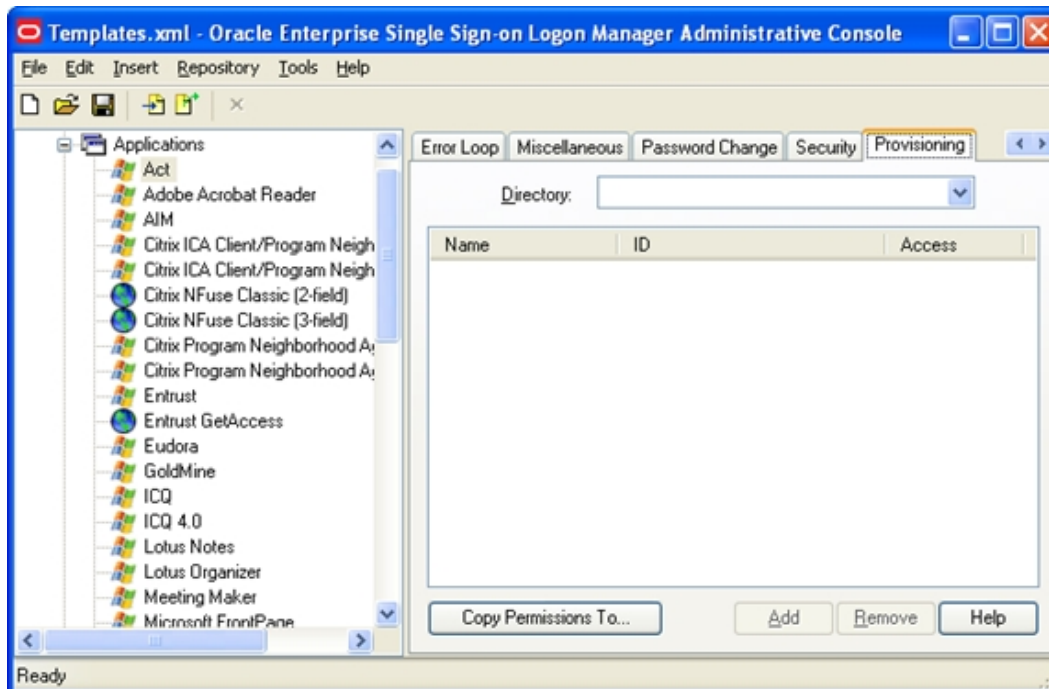 Templates.xml - Oracle Enterprise Single Sign-on Logon Manager Administrative Console
File Edit Insert Repository Tools Help
Applications
Act
Adobe Acrobat Reader
AIM
Citrix ICA Client/Program Neigh
Citrix ICA Client/Program Neigh
Citrix NFuse Classic (2-field)
Citrix NFuse Classic (3-field)
Citrix Program Neighborhood A
Citrix Program Neighborhood A
Entrust
Entrust GetAccess
Eudora
GoldMine
ICQ
ICQ 4.0
Lotus Notes
Lotus Organizer
Meeting Maker
Microsoft FrontPage
Error Loop Miscellaneous Password Change Security Provisioning
Directory:
Name ID Access
Copy Permissions To... Add Remove Help
Ready